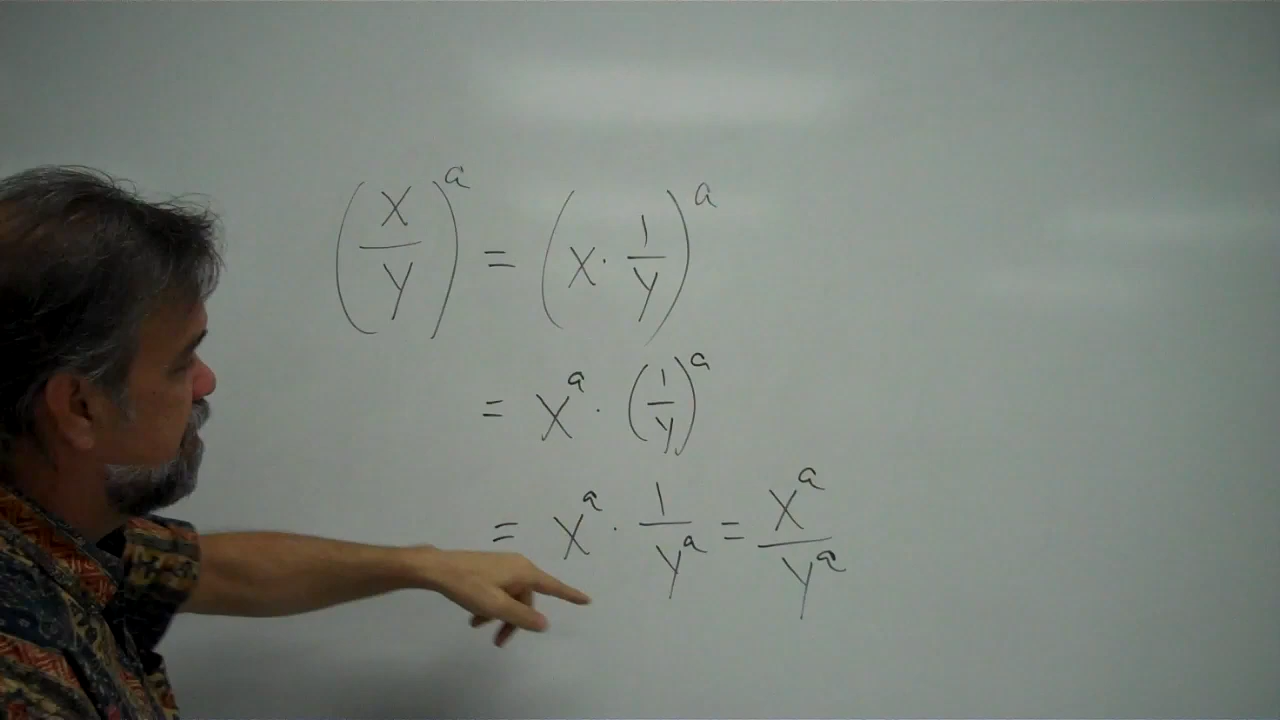 (x/y)^a = (x · 1/y)^a
= x^a · (1/y)^a
= x^a · 1/y^a = x^a/y^a